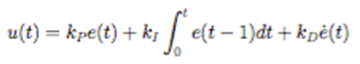 u(t) = k_P e(t) + k_I ∫_0^t e(t − 1)dt + k_D ė(t)